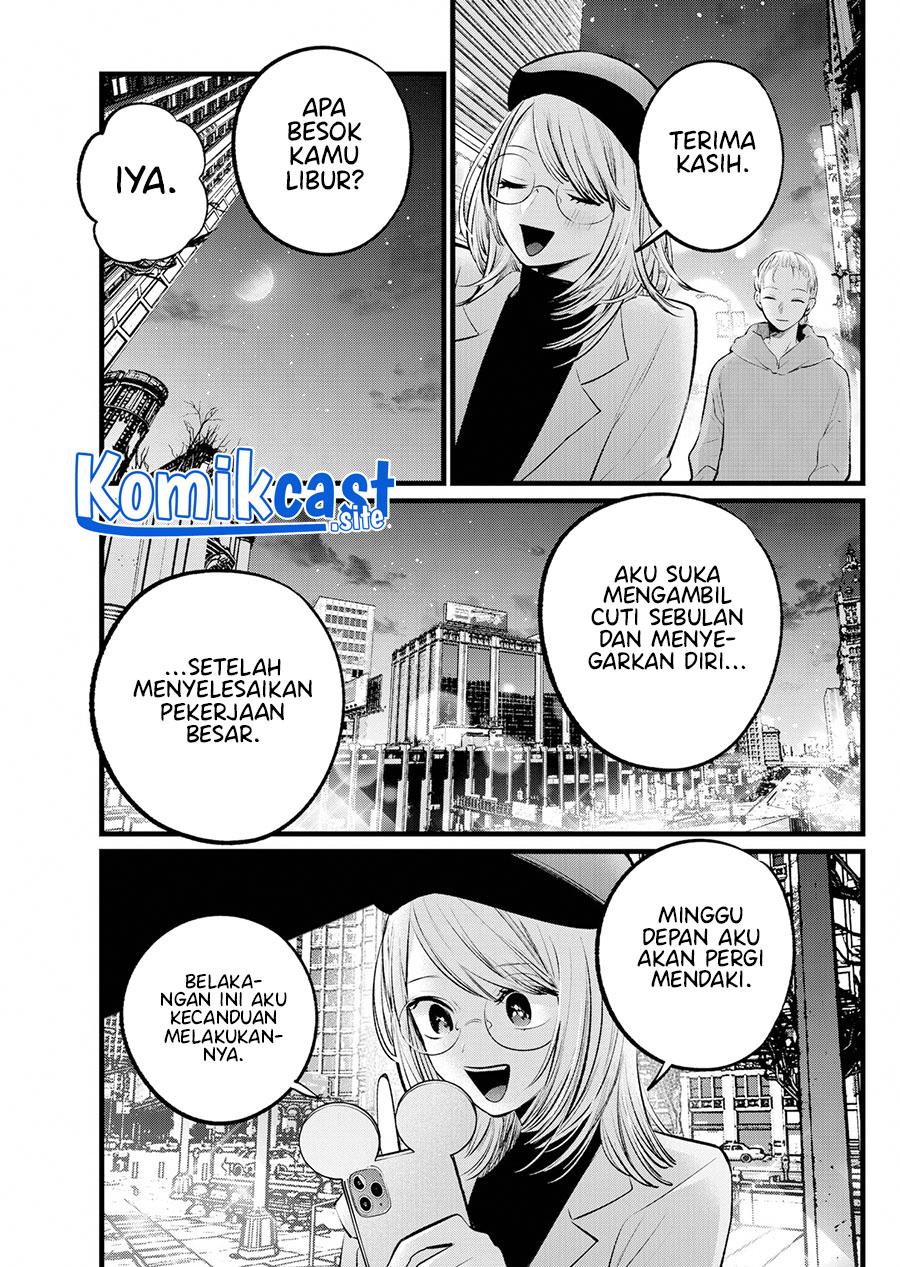 TERIMA
KASIH.
APA
BESOK
KAMU
LIBUR?
IYA.
Komikcast
.site
AKU SUKA
MENGAMBIL
CUTI SEBULAN
DAN MENYE-
GARKAN DIRI...
...SETELAH
MENYELESAIKAN
PEKERJAAN
BESAR.
MINGGU
DEPAN AKU
AKAN PERGI
MENDAKI.
BELAKA-
NGAN INI AKU
KECANDUAN
MELAKUKAN-
NYA.